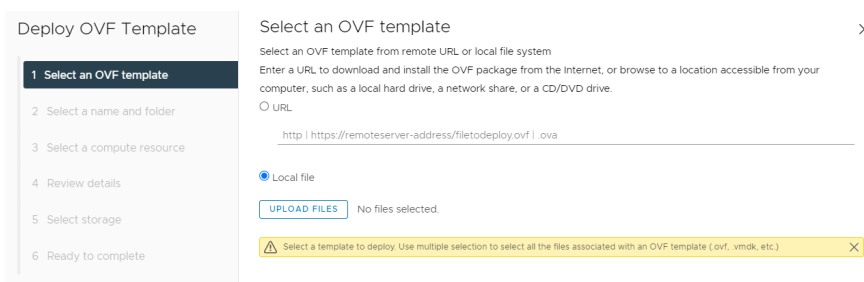 Deploy OVF Template
1 Select an OVF template
2 Select a name and folder
3 Select a compute resource
4 Review details
5 Select storage
6 Ready to complete
Select an OVF template
Select an OVF template from remote URL or local file system
Enter a URL to download and install the OVF package from the Internet, or browse to a location accessible from your
computer, such as a local hard drive, a network share, or a CD/DVD drive.
URL
http | https://remoteserver-address/filetodeploy.ovf | .ova
Local file
UPLOAD FILES No files selected.
Select a template to deploy. Use multiple selection to select all the files associated with an OVF template (.ovf, .vmdk, etc.)